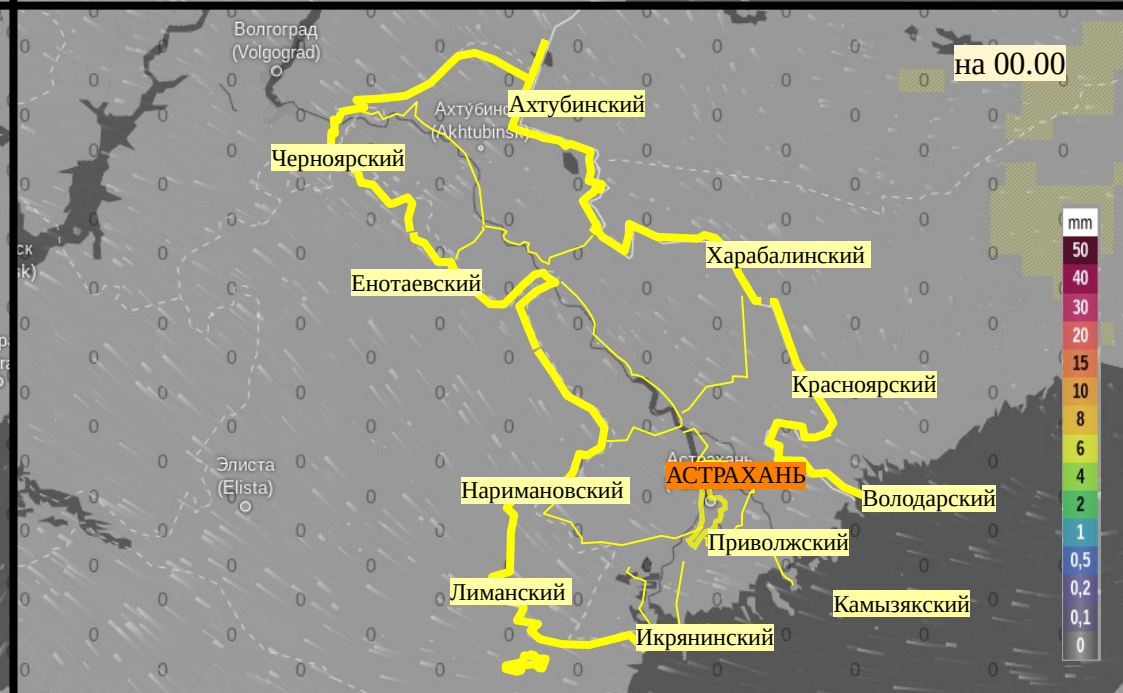 Волгоград
(Volgograd)
на 00.00
Ахтубинский
(Akhtubinsk)
Черноярский
ск
sk)
mm
50
40
30
20
15
10
8
6
4
2
1
0,5
0,2
0,1
0
Харабалинский
Енотаевский
Красноярский
Элиста
(Elista)
Астрахань
АСТРАХАНЬ
Наримановский
Володарский
Приволжский
Лиманский
Камызякский
Икрянинский